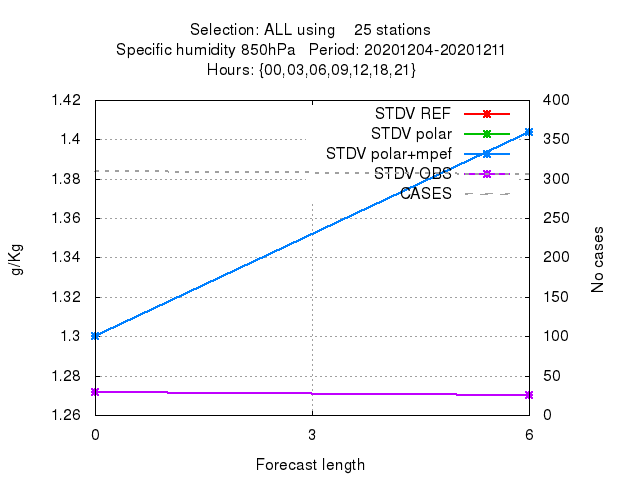 Selection: ALL using    25 stations
Specific humidity 850hPa   Period: 20201204-20201211
Hours: {00,03,06,09,12,18,21}
1.42
1.4
1.38
1.36
1.34
1.32
1.3
1.28
1.26
g/Kg
STDV REF
STDV polar
STDV polar+mpef
STDV OBS
CASES
400
350
300
250
200
150
100
50
0
No cases
0 3 6
Forecast length